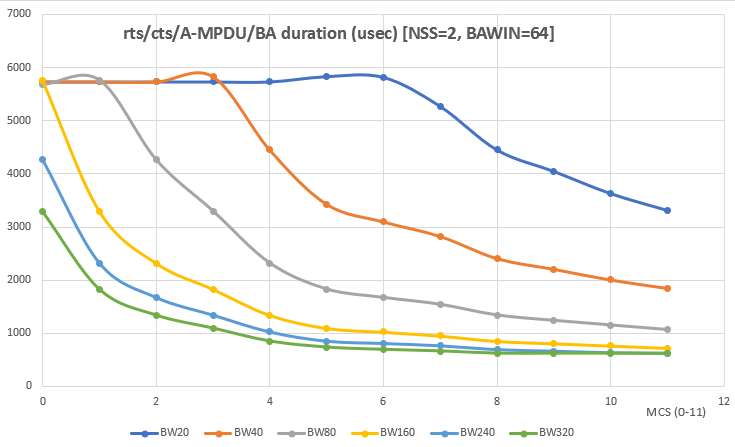 rts/cts/A-MPDU/BA duration (usec) [NSS=2, BAWIN=64]
7000
6000
5000
4000
3000
2000
1000
0
0 2 4 6 8 10 12
MCS (0-11)
BW20 BW40 BW80 BW160 BW240 BW320